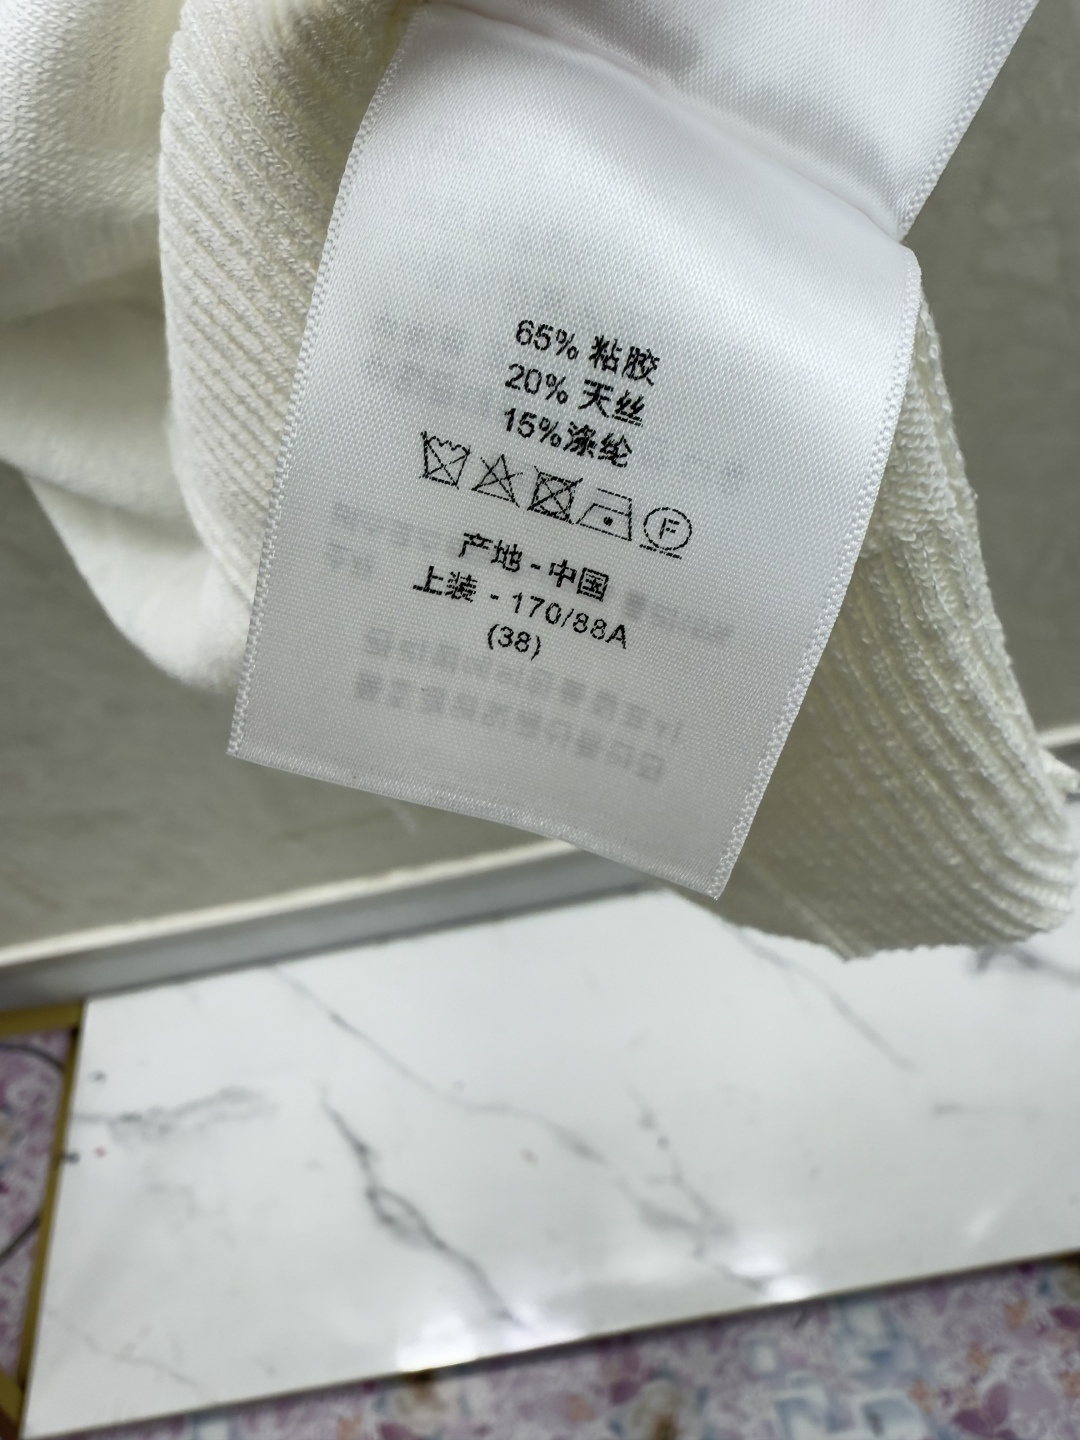 65% 粘胶
20% 天丝
15%涤纶
F
产地 - 中国
上装 - 170/88A
(38)